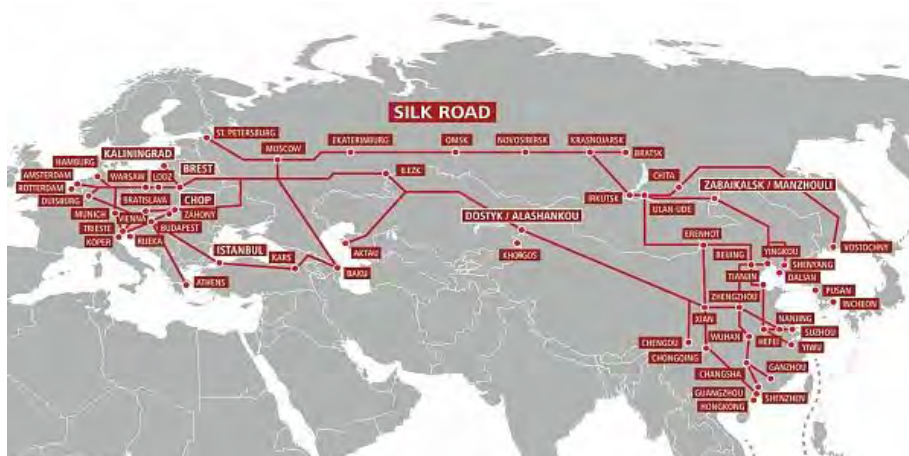 SILK ROAD
ST. PETERSBURG
MOSCOW
EKATERINBURG
OMSK
NOVOSIBIRSK
KRASNOJARSK
BRATSK
HAMBURG
KALININGRAD
AMSTERDAM
WARSAW
LODZ
BREST
ILEZK
CHITA
ZABAIKALSK / MANZHOULI
ROTTERDAM
DUISBURG
BRATISLAVA
CHOP
IRKUTSK
ULAN-UDE
MUNICH
VIENNA
ZAHONY
DOSTYK / ALASHANKOU
TRIESTE
BUDAPEST
ERENHOT
KOPER
RIJEKA
ISTANBUL
KARS
AKTAU
KHORGOS
BEIJING
YINGKOU
VOSTOCHNY
SHENYANG
ATHENS
BAKU
TIANJIN
DALIAN
PUSAN
INCHEON
ZHENGZHOU
XIAN
WUHAN
HEFEI
NANJING
SUZHOU
YIWU
CHENGDU
CHONGQING
CHANGSHA
GANZHOU
GUANGZHOU
SHENZHEN
HONGKONG